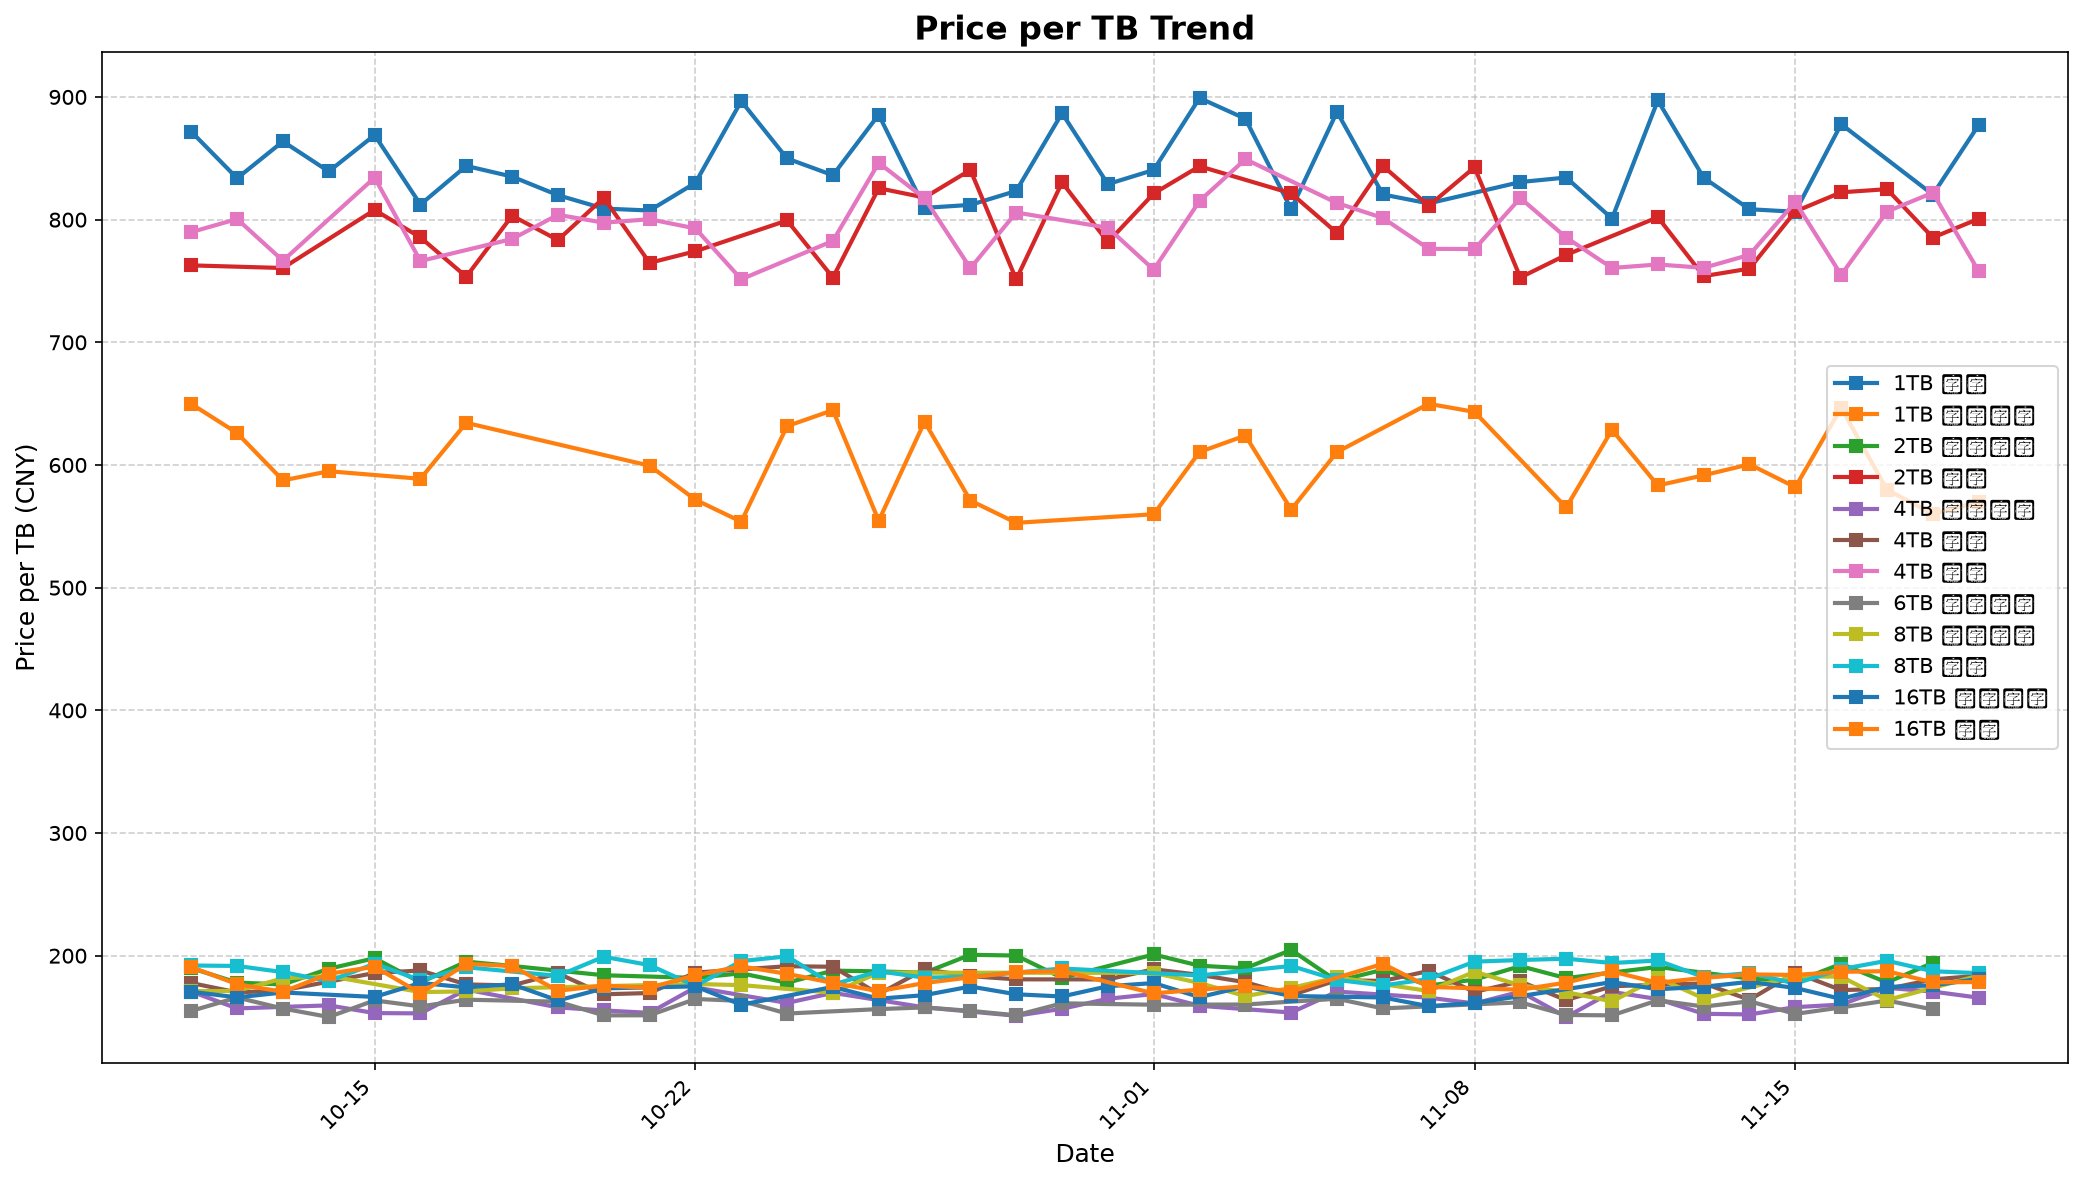 Price per TB Trend
Price per TB (CNY)
900
800
700
600
500
400
300
200
1TB
1TB
2TB
2TB
4TB
4TB
4TB
6TB
8TB
8TB
16TB
16TB
10-15
10-22
11-01
11-08
11-15
Date